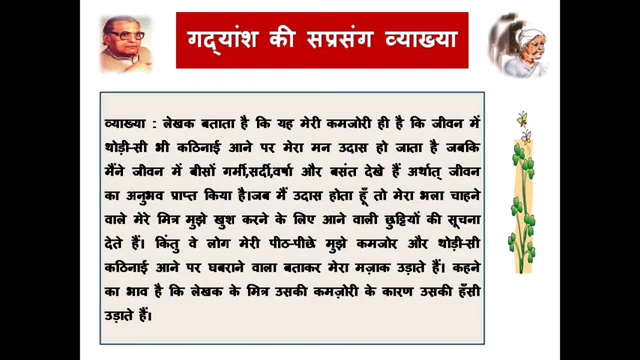 गद्यांश की सप्रसंग व्याख्या
व्याख्या : लेखक बताता है कि यह मेरी कमजोरी ही है कि जीवन में
थोड़ी-सी भी कठिनाई आने पर मेरा मन उदास हो जाता है जबकि
मैंने जीवन में बीसों गर्मी,सर्दी,वर्षा और बसंत देखे हैं अर्थात् जीवन
का अनुभव प्राप्त किया है।जब मैं उदास होता हूँ तो मेरा भला चाहने
वाले मेरे मित्र मुझे खुश करने के लिए आने वाली छुट्टियों की सूचना
देते हैं। किंतु वे लोग मेरी पीठ-पीछे मुझे कमजोर और थोड़ी-सी
कठिनाई आने पर घबराने वाला बताकर मेरा मज़ाक उड़ाते हैं। कहने
का भाव है कि लेखक के मित्र उसकी कमज़ोरी के कारण उसकी हँसी
उड़ाते हैं।